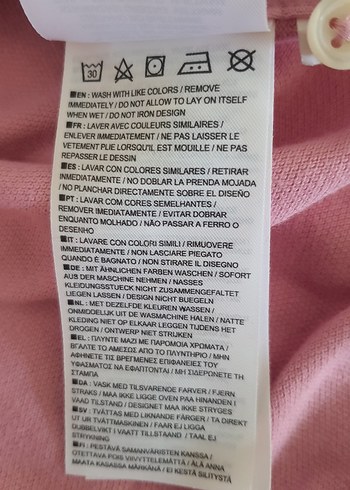 30
■EN: WASH WITH LIKE COLORS / REMOVE
IMMEDIATELY / DO NOT ALLOW TO LAY ON ITSELF
WHEN WET / DO NOT IRON DESIGN
■FR: LAVER AVEC COULEURS SIMILAIRES /
ENLEVER IMMEDIATEMENT / NE PAS LAISSER LE
VETEMENT PLIE LORSQU'IL EST MOUILLE / NE PAS
REPASSER LE DESSIN
■ES: LAVAR CON COLORES SIMILARES / RETIRAR
INMEDIATAMENTE / NO DOBLAR LA PRENDA MOJADA
/ NO PLANCHAR DIRECTAMENTE SOBRE EL DISEÑO
■PT: LAVAR COM CORES SEMELHANTES /
REMOVER IMEDIATAMENTE / EVITAR DOBRAR
ENQUANTO MOLHADO / NÃO PASSAR A FERRO O
DESENHO
■IT: LAVARE CON COLORI SIMILI / RIMUOVERE
IMMEDIATAMENTE / NON LASCIARE PIEGATO
QUANDO È BAGNATO / NON STIRARE IL DISEGNO
■DE: MIT ÄHNLICHEN FARBEN WASCHEN / SOFORT
AUS DER MASCHINE NEHMEN / NASSES
KLEIDUNGSSTUECK NICHT ZUSAMMENGEFALTET
LIEGEN LASSEN / DESIGN NICHT BUEGELN
■NL: MET DEZELFDE KLEUREN WASSEN /
ONMIDDELIJK UIT DE WASMACHINE HALEN / NATTE
KLEDING NIET OP ELKAAR LEGGEN TIJDENS HET
DROGEN / ONTWERP NIET STRIJKEN
■EL: ΠΛΥΝΤΕ ΜΑΖΙ ΜΕ ΠΑΡΟΜΟΙΑ ΧΡΩΜΑΤΑ /
ΒΓΑΛΤΕ ΤΟ ΑΜΕΣΩΣ ΑΠΟ ΤΟ ΠΛΥΝΤΗΡΙΟ / ΜΗΝ
ΑΦΗΝΕΤΕ ΤΙΣ ΒΡΕΓΜΕΝΕΣ ΕΠΙΦΑΝΕΙΕΣ ΤΟΥ
ΥΦΑΣΜΑΤΟΣ ΝΑ ΕΦΑΠΤΟΝΤΑΙ / ΜΗ ΣΙΔΕΡΩΝΕΤΕ ΤΗ
ΣΤΑΜΠΑ
■DA: VASK MED TILSVARENDE FARVER / FJERN
STRAKS / MAA IKKE LIGGE OVEN PAA HINANDEN I
VAAD TILSTAND / DESIGNET MAA IKKE STRYGES
■SV: TVÄTTAS MED LIKNANDE FÄRGER / TA DIREKT
UT UR TVÄTTMASKINEN / FAAR EJ LIGGA
DUBBELVIKT I VAATT TILLSTAND / TAAL EJ
STRYKNING
■FI: PESTÄVÄ SAMANVÄRISTEN KANSSA /
OTETTAVA POIS VIIVYTTELEMÄTTÄ / ÄLÄ ANNA
MAATA KASASSA MÄRKÄNÄ / EI KESTÄ SILITYSTÄ